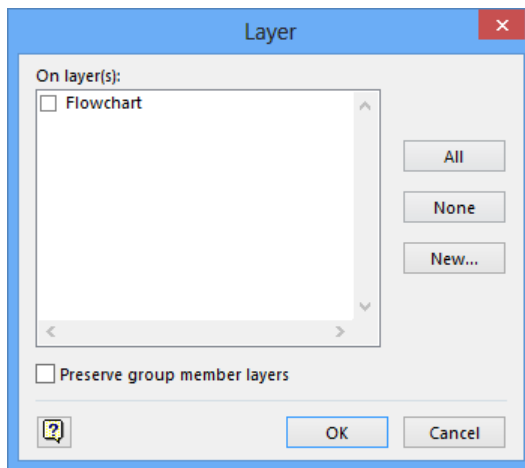 Layer
On layer(s):
Flowchart
All
None
New...
Preserve group member layers
OK
Cancel